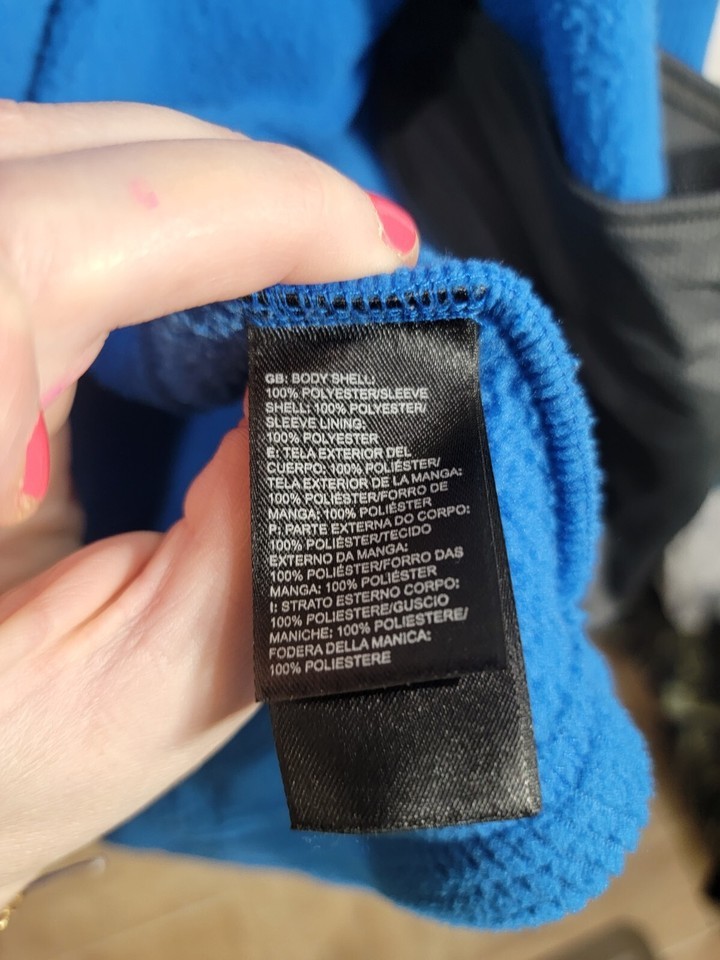 GB: BODY SHELL:
100% POLYESTER/SLEEVE
SHELL: 100% POLYESTER/
SLEEVE LINING:
100% POLYESTER
E: TELA EXTERIOR DEL
CUERPO: 100% POLIÉSTER/
TELA EXTERIOR DE LA MANGA:
100% POLIÉSTER/FORRO DE
MANGA: 100% POLIÉSTER
P: PARTE EXTERNA DO CORPO:
100% POLIÉSTER/TECIDO
EXTERNO DA MANGA:
100% POLIÉSTER/FORRO DAS
MANGA: 100% POLIÉSTER
I: STRATO ESTERNO CORPO:
100% POLIESTERE/GUSCIO
MANICHE: 100% POLIESTERE/
FODERA DELLA MANICA:
100% POLIESTERE